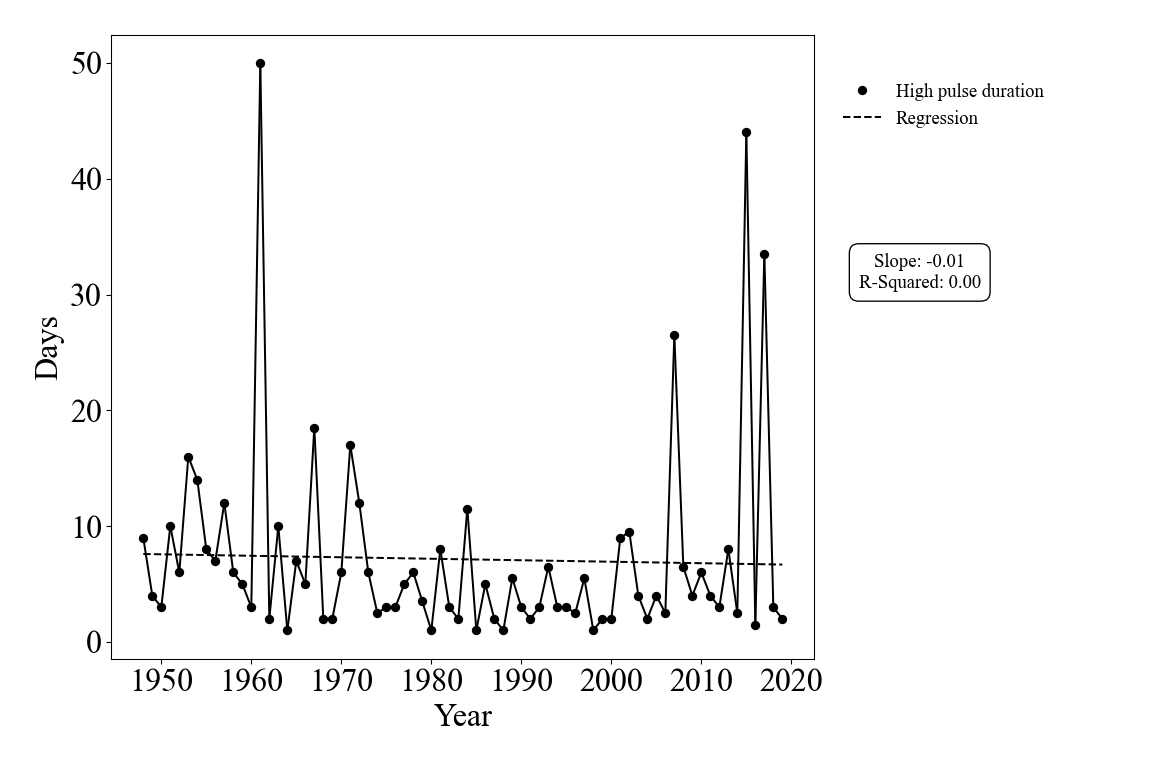 50
40
30
20
10
0
Days
1950 1960 1970 1980 1990 2000 2010 2020
Year
High pulse duration
Regression
Slope: -0.01
R-Squared: 0.00